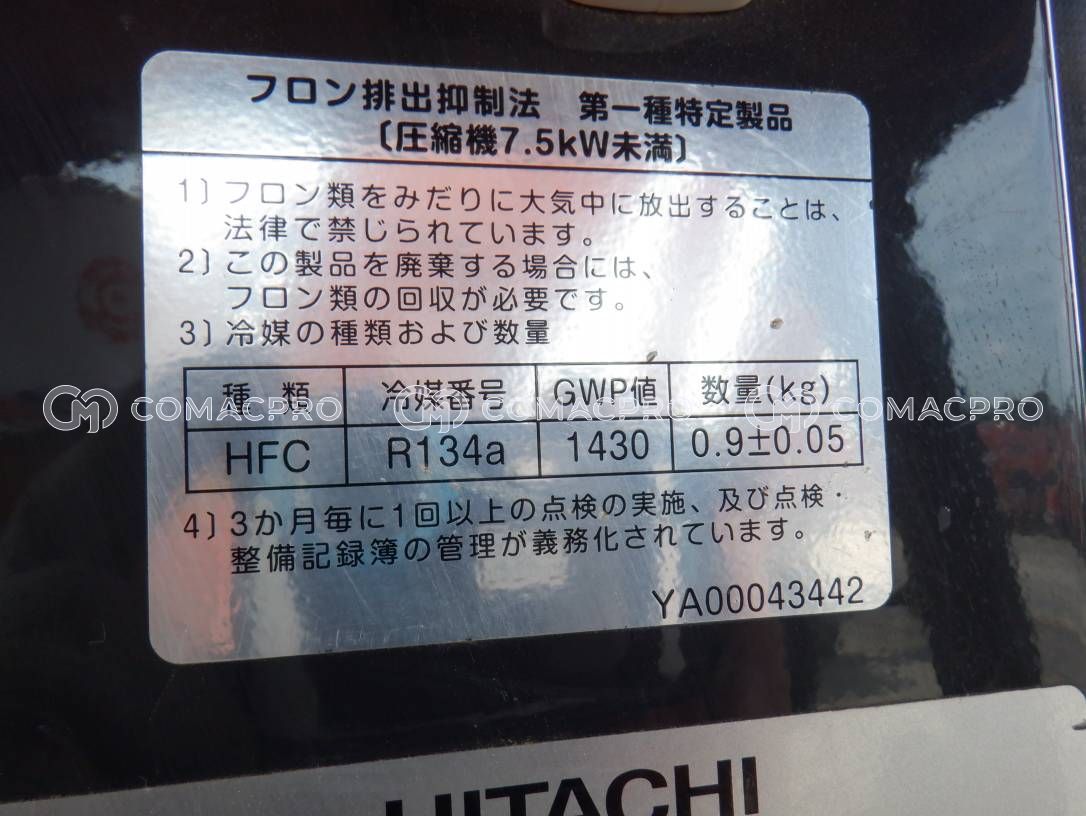 フロン排出抑制法 第一種特定製品
〔圧縮機7.5kW未満〕
1〕フロン類をみだりに大気中に放出することは、
法律で禁じられています。
2〕この製品を廃棄する場合には、
フロン類の回収が必要です。
3〕冷媒の種類および数量
種 類 冷媒番号 GWP値 数量(kg)
COMACPRO COMACPRO COMACPRO
HFC R134a 1430 0.9±0.05
4〕3か月毎に1回以上の点検の実施、及び点検・
整備記録簿の管理が義務化されています。
YA00043442
HITACHI